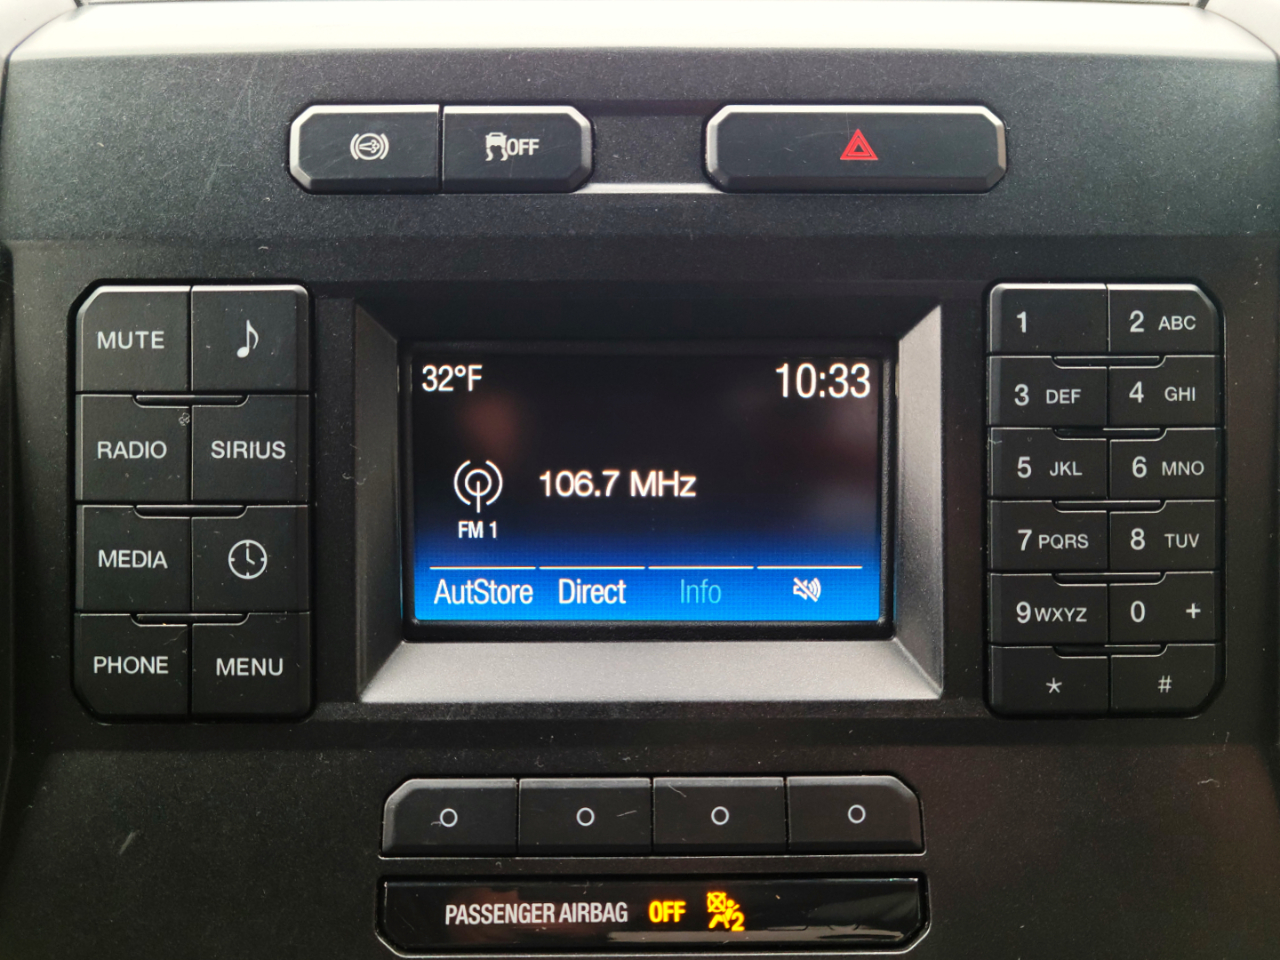 OFF
MUTE
RADIO SIRIUS
MEDIA
PHONE MENU
32°F 10:33
106.7 MHz
FM 1
AutStore Direct Info
1 2 ABC
3 DEF 4 GHI
5 JKL 6 MNO
7 PQRS 8 TUV
9 WXYZ 0 +
* #
PASSENGER AIRBAG OFF 2